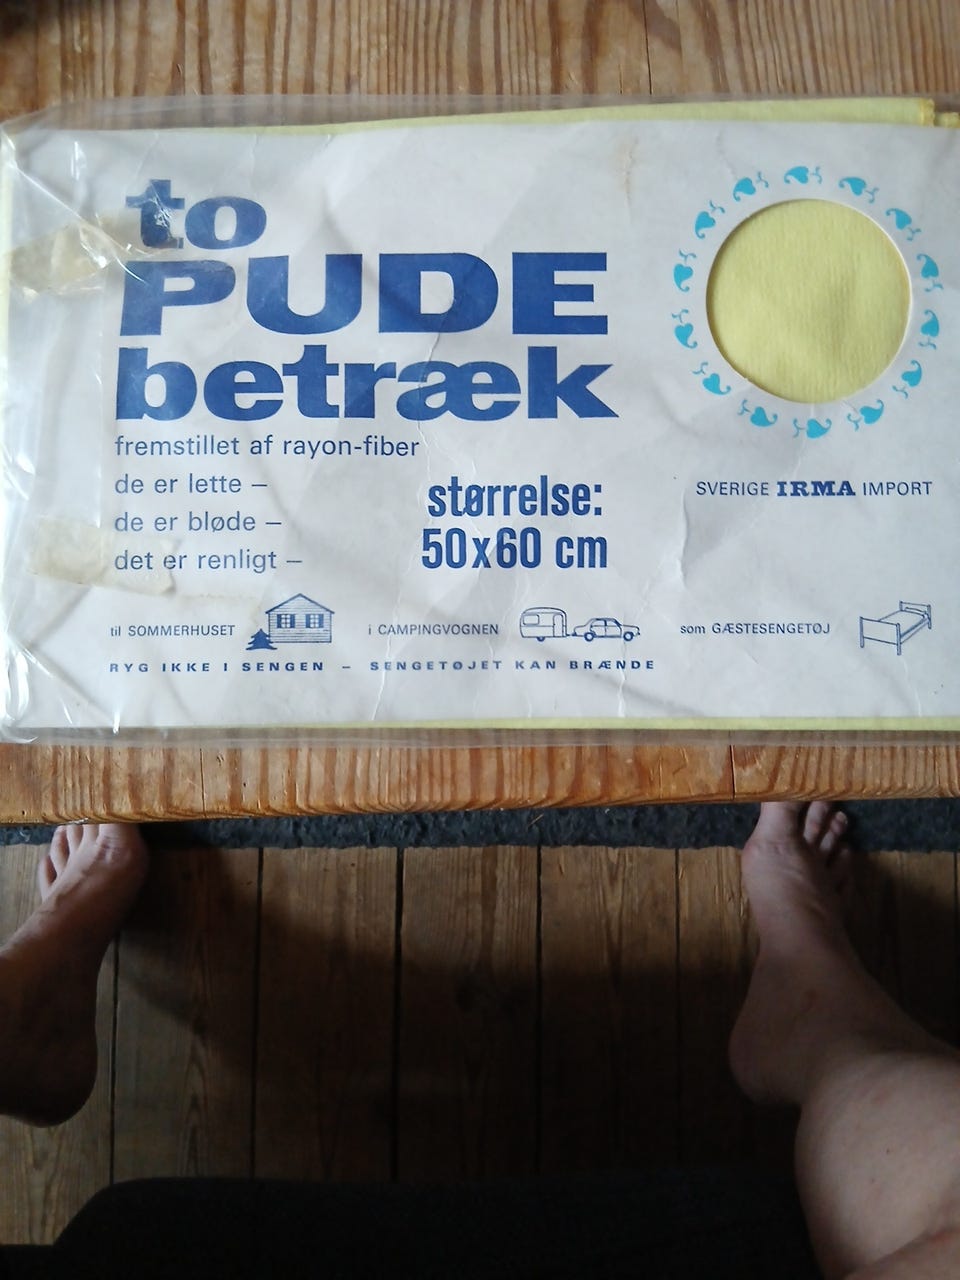 to
PUDE
betræk
fremstillet af rayon-fiber
de er lette –
de er bløde –
det er renligt –
størrelse:
50x60 cm
SVERIGE IRMA IMPORT
til SOMMERHUSET
i CAMPINGVOGNEN
som GÆSTESENGETØJ
RYG IKKE I SENGEN – SENGETØJET KAN BRÆNDE